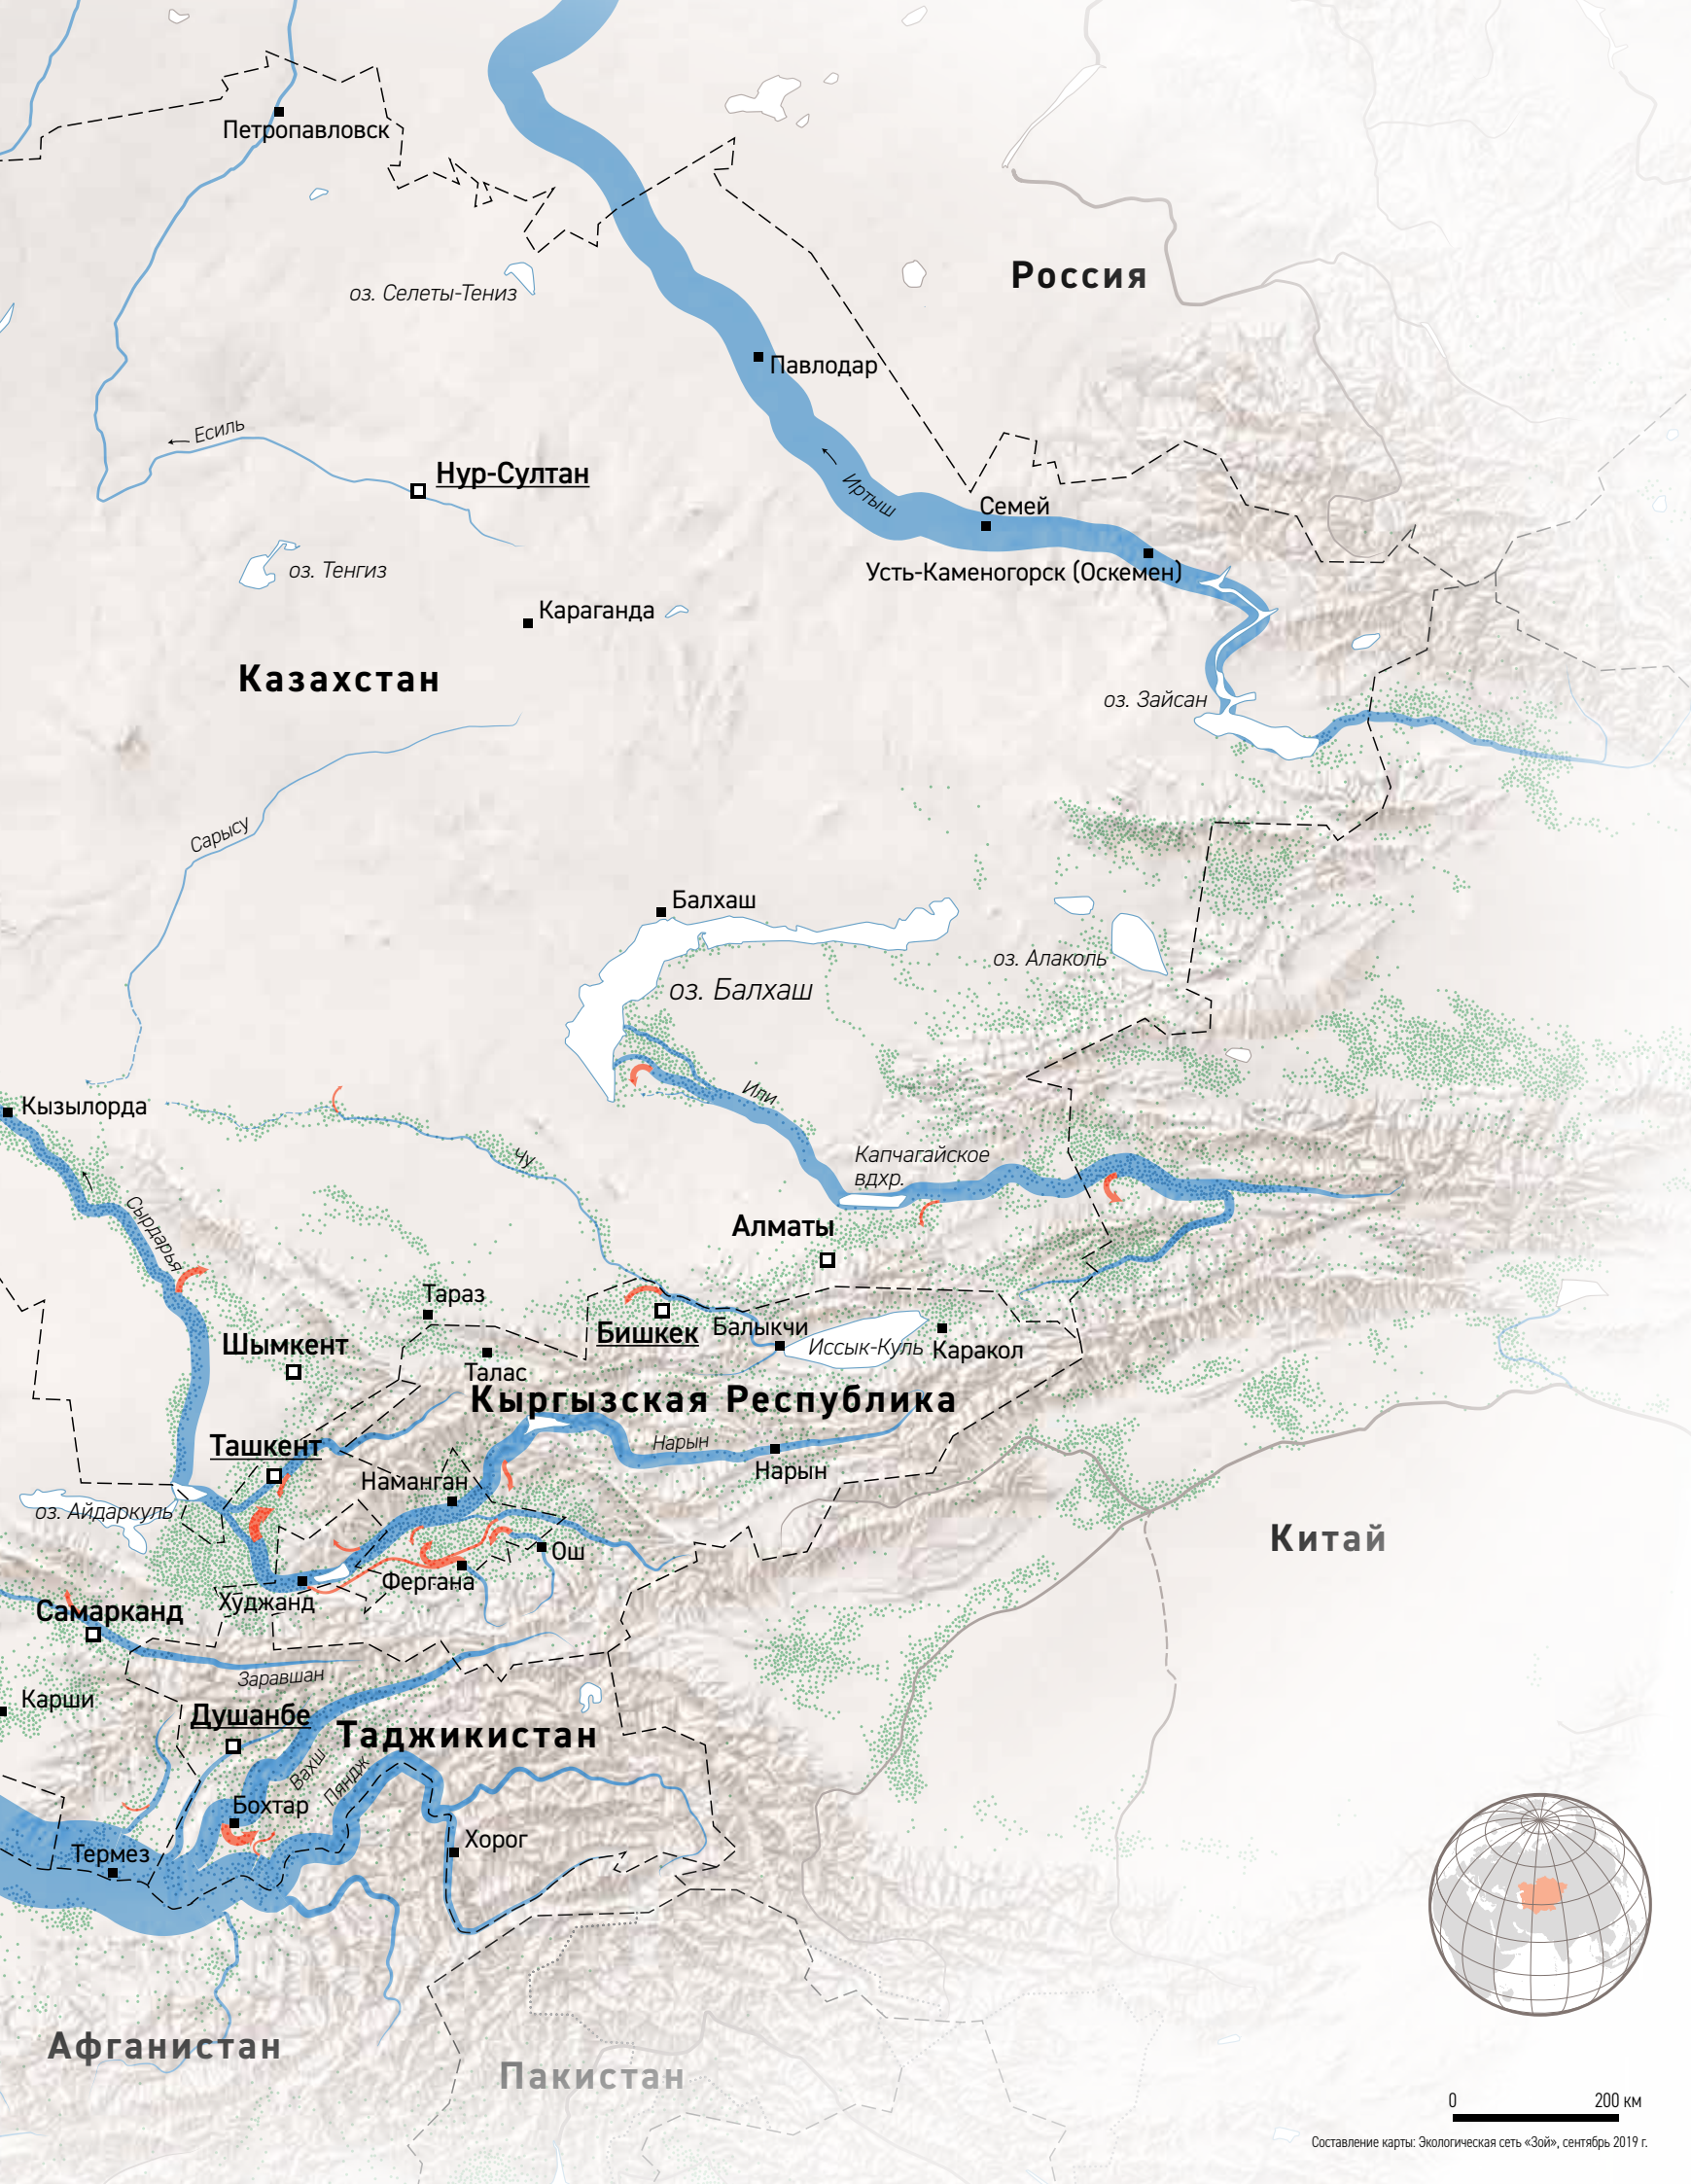 Петропавловск
Россия
оз. Селеты-Тениз
Павлодар
Есиль
Нур-Султан
Иртыш
Семей
оз. Тенгиз
Усть-Каменогорск (Оскемен)
Караганда
Казахстан
оз. Зайсан
Сарысу
Балхаш
оз. Алаколь
оз. Балхаш
Или
Кызылорда
Чу
Капчагайское
вдхр.
Сырдарья
Алматы
Тараз
Бишкек
Балыкчи
Шымкент
Иссык-Куль
Каракол
Талас
Кыргызская Республика
Ташкент
Нарын
Нарын
Наманган
оз. Айдаркуль
Китай
Ош
Фергана
Худжанд
Самарканд
Заравшан
Карши
Душанбе
Таджикистан
Вахш
Пяндж
Бохтар
Хорог
Термез
Афганистан
Пакистан
0 200 км
Составление карты: Экологическая сеть «Зой», сентябрь 2019 г.